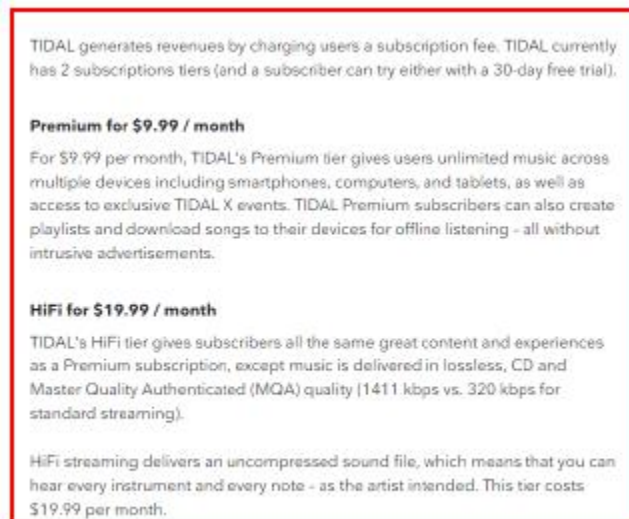 TIDAL generates revenues by charging users a subscription fee. TIDAL currently
has 2 subscriptions tiers (and a subscriber can try either with a 30-day free trial).
Premium for $9.99 / month
For $9.99 per month, TIDAL's Premium tier gives users unlimited music across
multiple devices including smartphones, computers, and tablets, as well as
access to exclusive TIDAL X events. TIDAL Premium subscribers can also create
playlists and download songs to their devices for offline listening - all without
intrusive advertisements.
HiFi for $19.99 / month
TIDAL's HiFi tier gives subscribers all the same great content and experiences
as a Premium subscription, except music is delivered in lossless, CD and
Master Quality Authenticated (MQA) quality (1411 kbps vs. 320 kbps for
standard streaming).
HiFi streaming delivers an uncompressed sound file, which means that you can
hear every instrument and every note - as the artist intended. This tier costs
$19.99 per month.